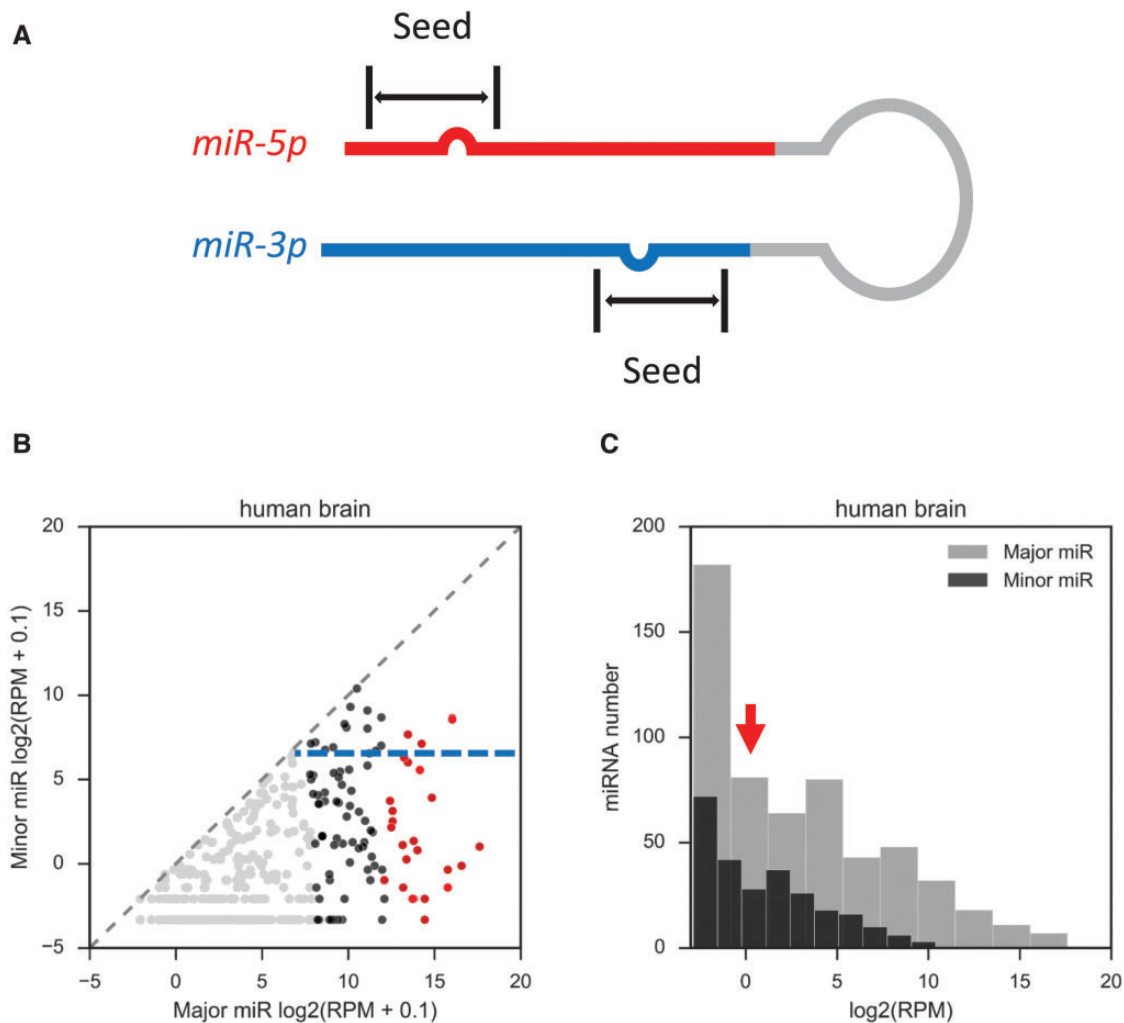 A
Seed
miR-5p
miR-3p
Seed
B
human brain
20
15
10
5
0
−5
Minor miR log2(RPM + 0.1)
−5 0 5 10 15 20
Major miR log2(RPM + 0.1)
C
human brain
200
150
100
50
0
miRNA number
Major miR
Minor miR
0 5 10 15 20
log2(RPM)